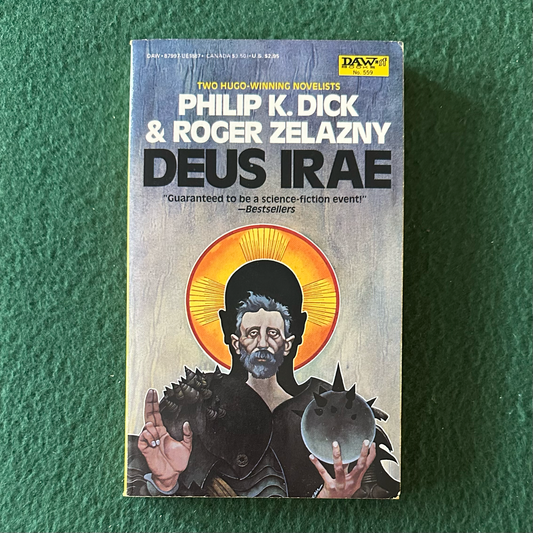 DAW
BOOKS
No. 559
TWO HUGO-WINNING NOVELISTS
PHILIP K. DICK
& ROGER ZELAZNY
DEUS IRAE
"Guaranteed to be a science-fiction event!"
—Bestsellers